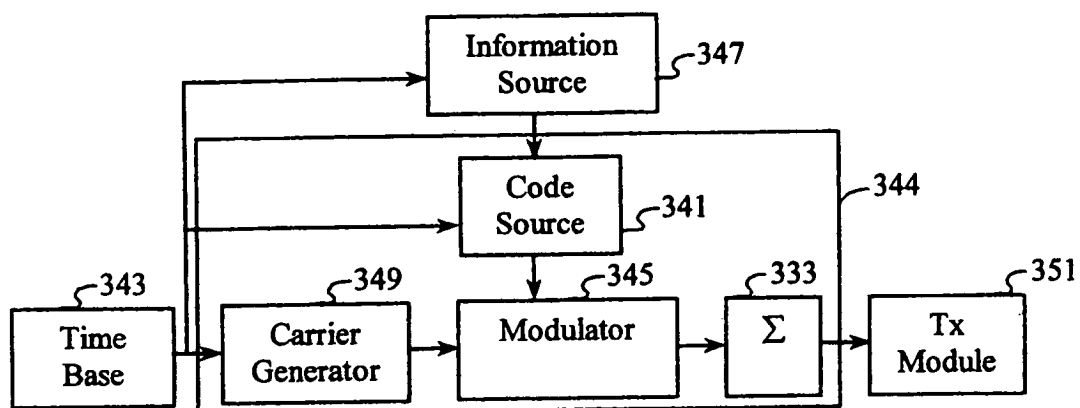 Information
Source
347
344
Code
Source
341
343
349
345
333
351
Time
Base
Carrier
Generator
Modulator
Σ
Tx
Module